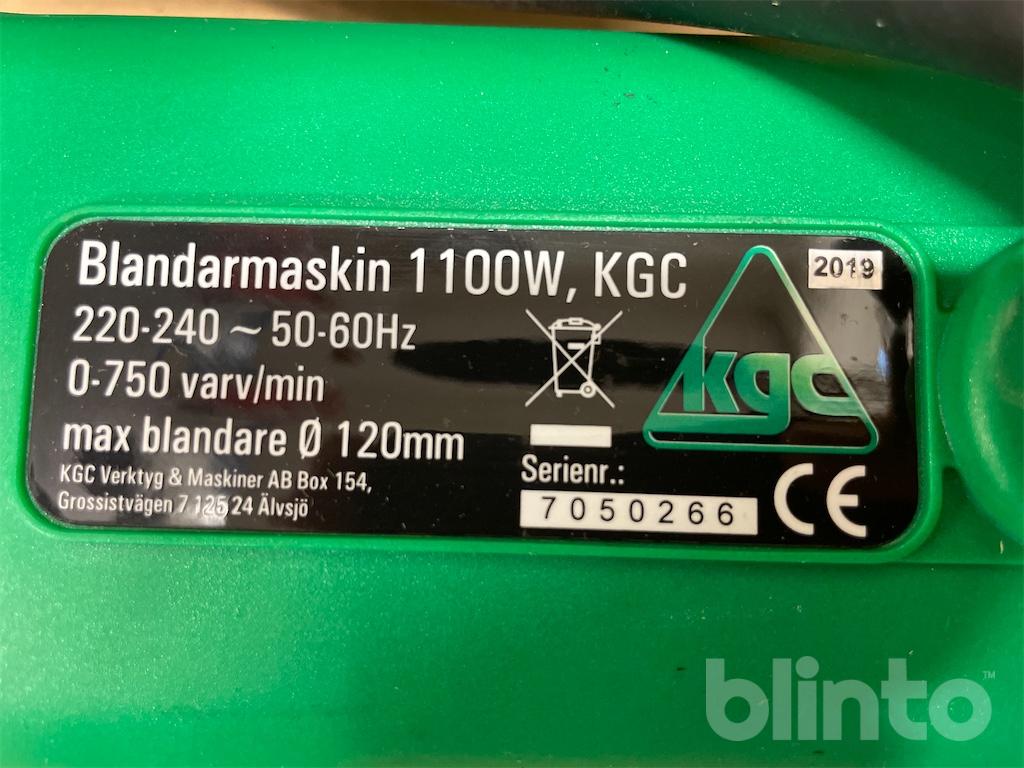 Blandarmaskin 1100W, KGC
2019
220-240 ~ 50-60Hz
0-750 varv/min
max blandare Ø 120mm
KGC Verktyg & Maskiner AB Box 154,
Grossistvägen 7 125 24 Älvsjö
kgc
Serienr.:
7050266
CE
blinto™